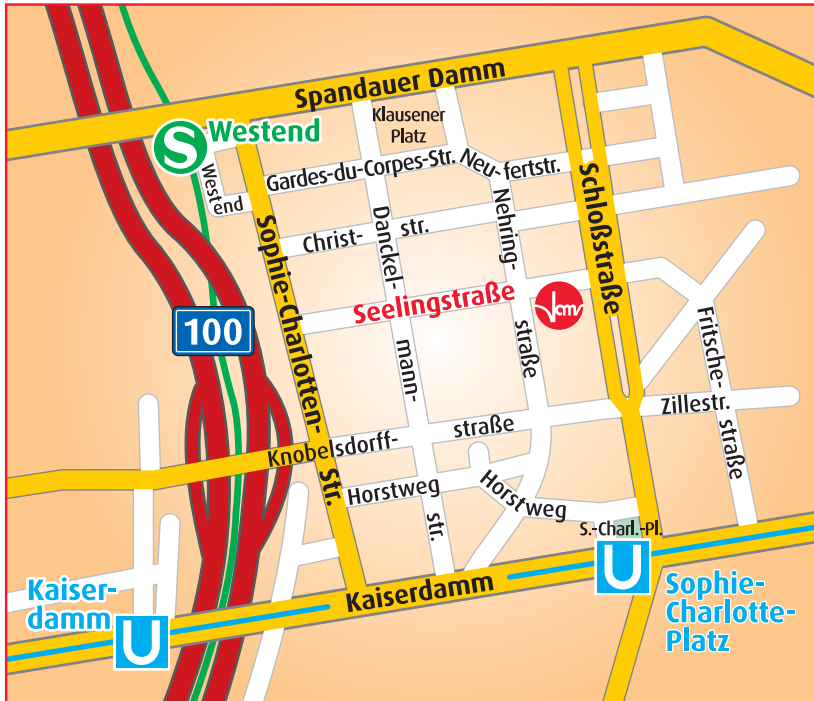 Spandauer Damm
Klausener
Platz
S
Westend
Westend
Gardes-du-Corpes-Str.
Neu-fertstr.
Schloßstraße
Sophie-Charlotten-
Str.
Christ-
str.
Danckel-
mann-
str.
Nehring-
straße
Seelingstraße
vcm
100
Fritsche-
straße
Zillestr.
Knobelsdorff-
straße
Horstweg
Horstweg
S.-Charl.-Pl.
Kaiserdamm
U
Kaiser-
damm
U
Sophie-
Charlotte-
Platz